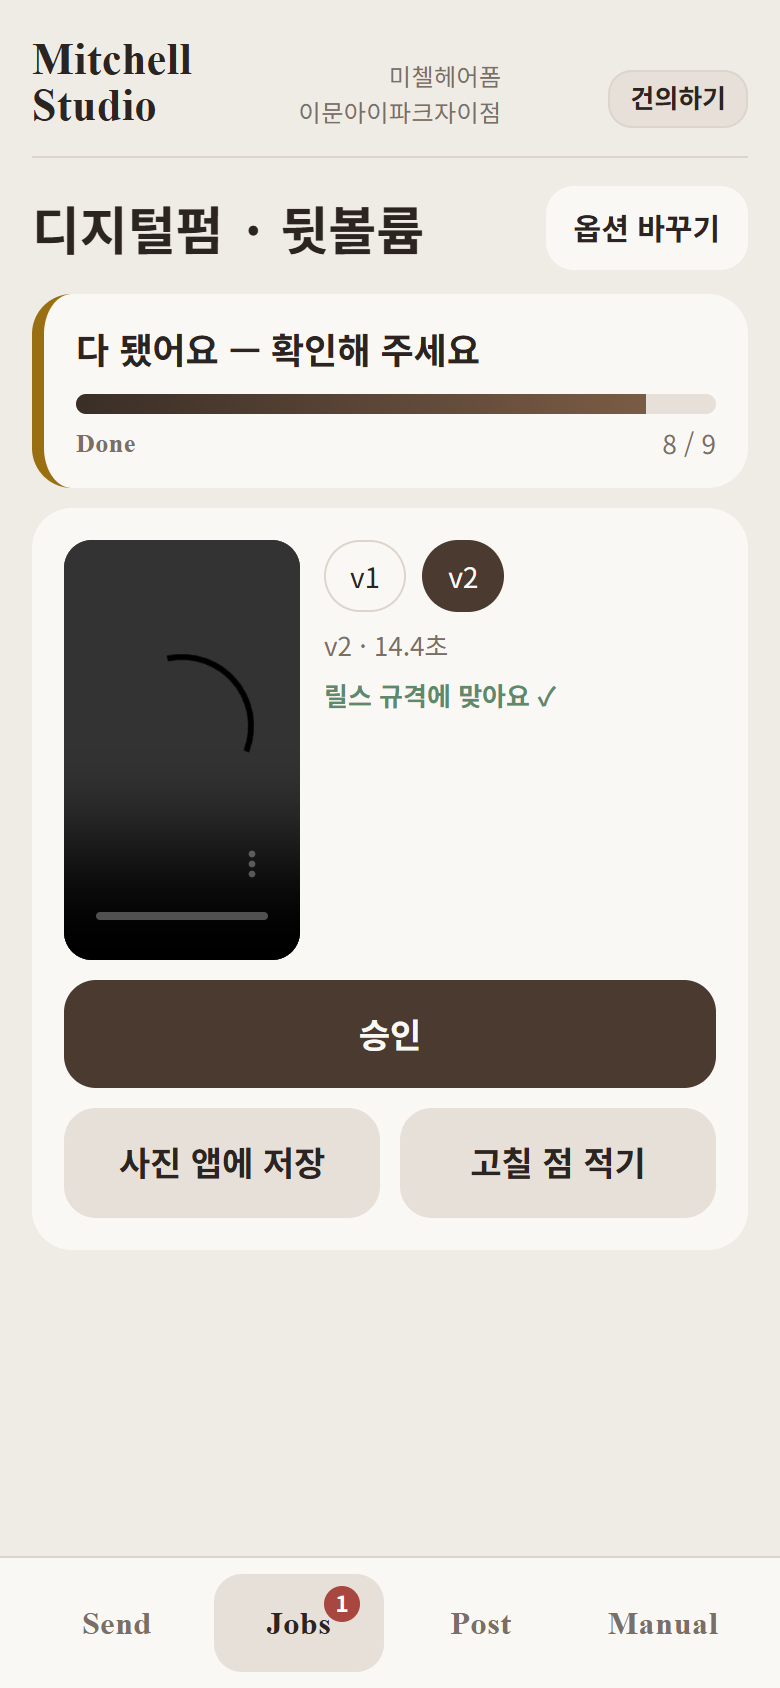 Mitchell
Studio
미첼헤어폼
이문아이파크자이점
건의하기
디지털펌 · 뒷볼륨
옵션 바꾸기
다 됐어요 — 확인해 주세요
Done
8 / 9
v1
v2
v2 · 14.4초
릴스 규격에 맞아요 ✓
승인
사진 앱에 저장
고칠 점 적기
Send
Jobs
1
Post
Manual